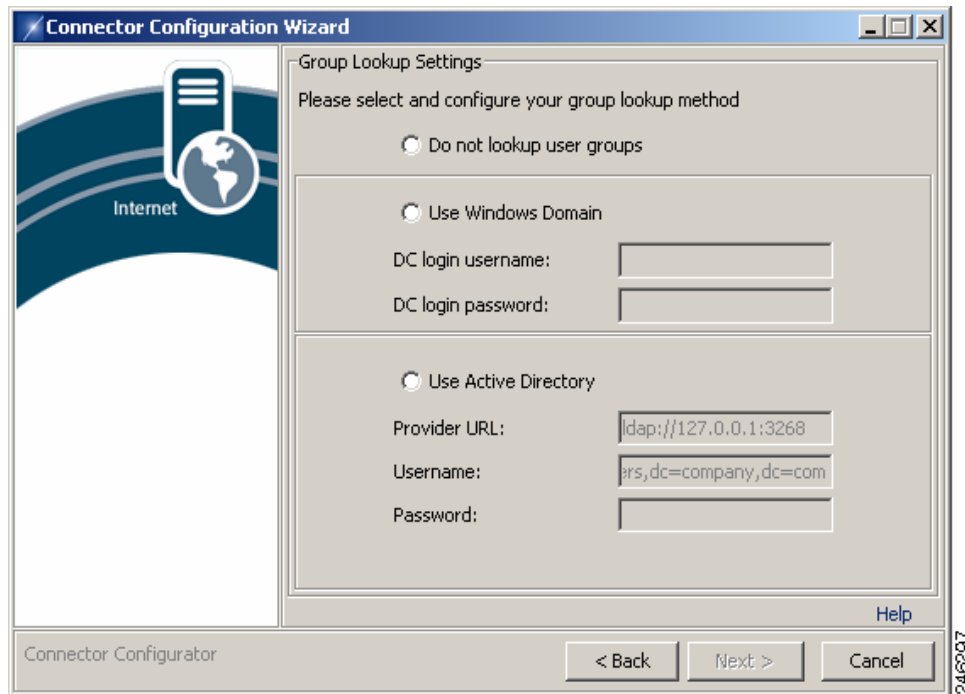 Connector Configuration Wizard
Group Lookup Settings
Please select and configure your group lookup method
Do not lookup user groups
Internet
Use Windows Domain
DC login username:
DC login password:
Use Active Directory
Provider URL: ldap://127.0.0.1:3268
Username: ers,dc=company,dc=com
Password:
Help
Connector Configurator
< Back Next > Cancel
246297